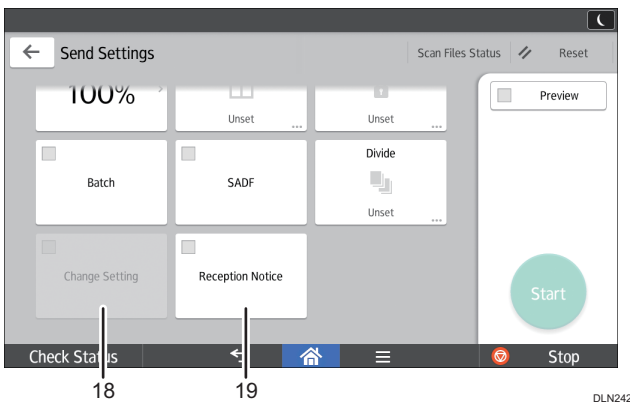 Send Settings
Scan Files Status
Reset
100%
Unset
Unset
Preview
Batch
SADF
Divide
Unset
Change Setting
Reception Notice
Start
Check Status
Stop
18
19
DLN242